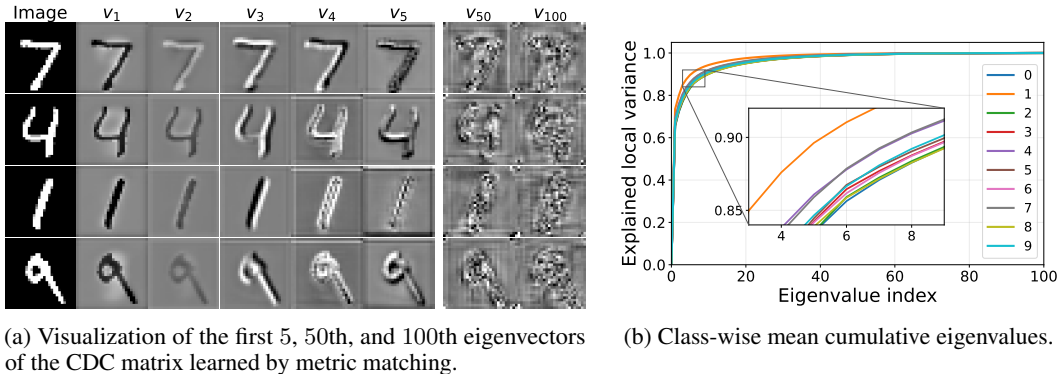 Image v1 v2 v3 v4 v5 v50 v100
(a) Visualization of the first 5, 50th, and 100th eigenvectors
of the CDC matrix learned by metric matching.
Explained local variance
1.0
0.8
0.6
0.4
0.2
0.0
0 20 40 60 80 100
Eigenvalue index
0.90
0.85
4 6 8
0
1
2
3
4
5
6
7
8
9
(b) Class-wise mean cumulative eigenvalues.